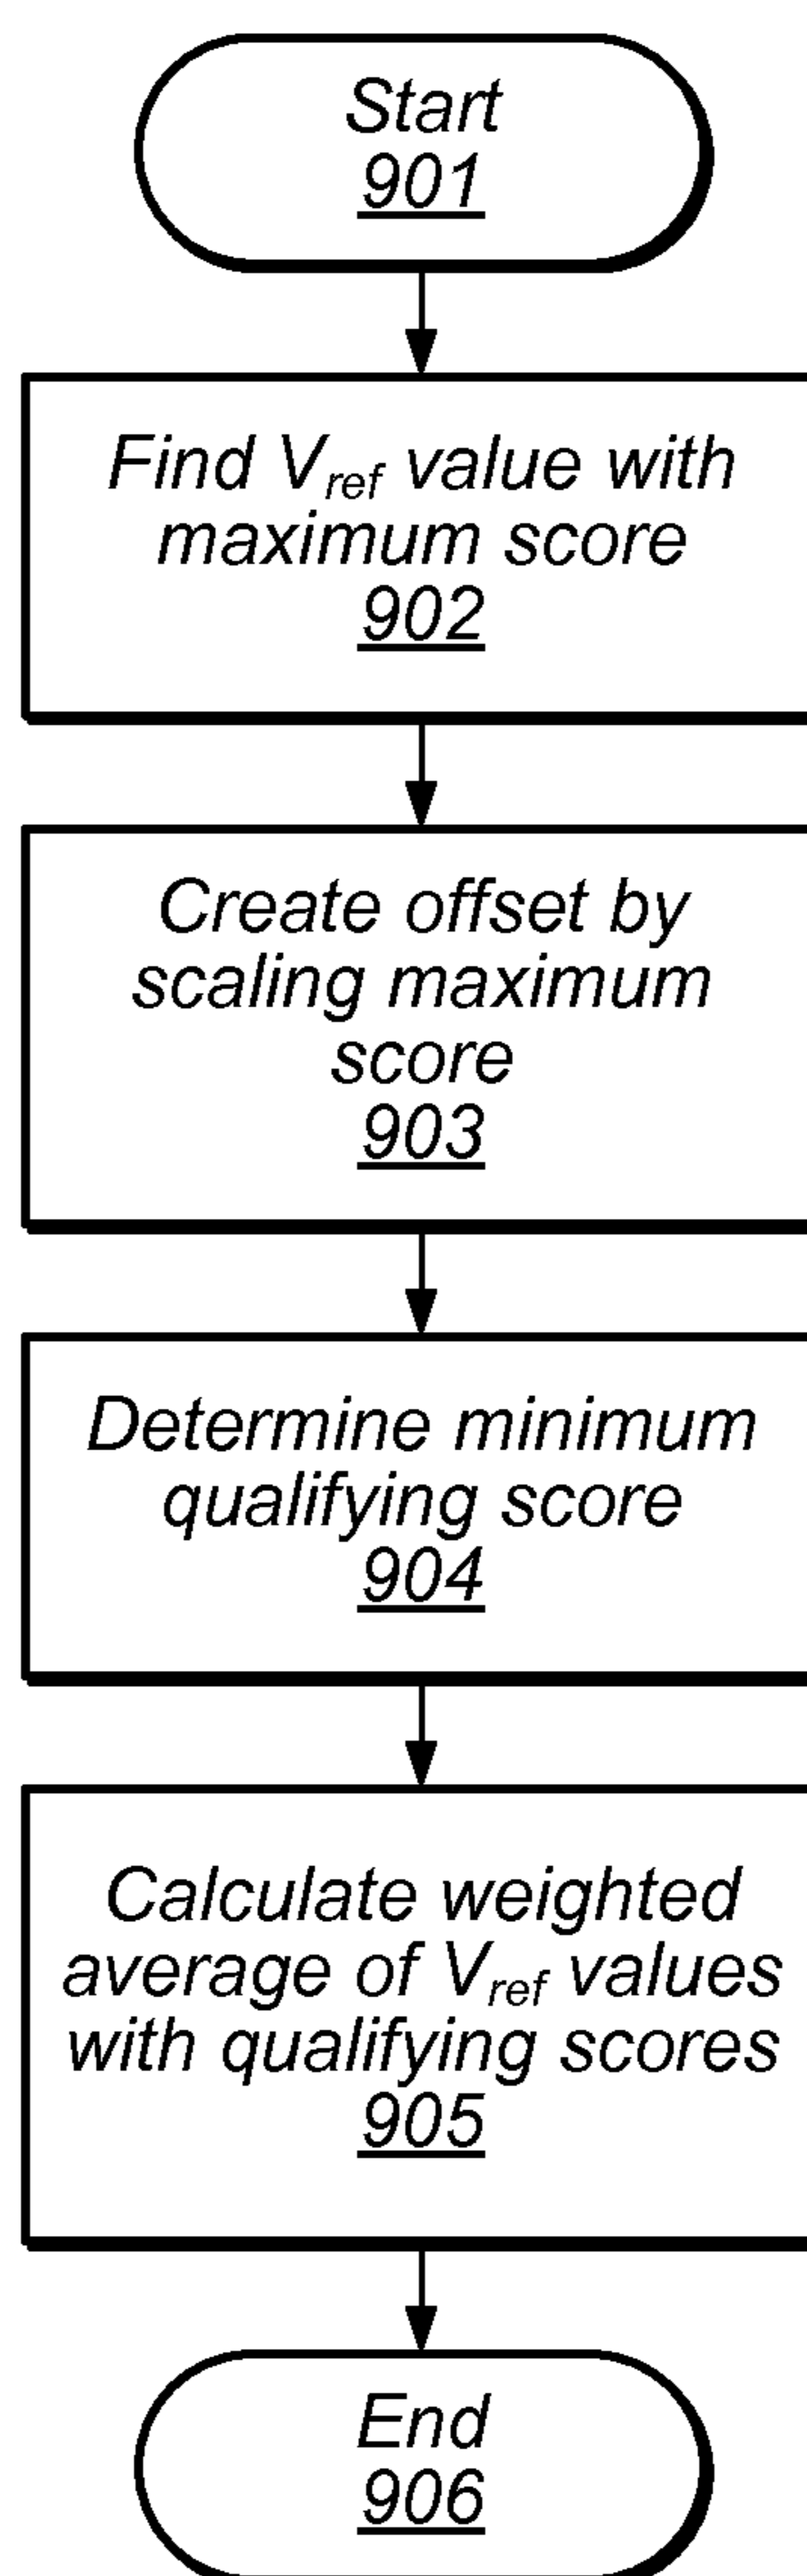 Start
901
Find Vref value with
maximum score
902
Create offset by
scaling maximum
score
903
Determine minimum
qualifying score
904
Calculate weighted
average of Vref values
with qualifying scores
905
End
906